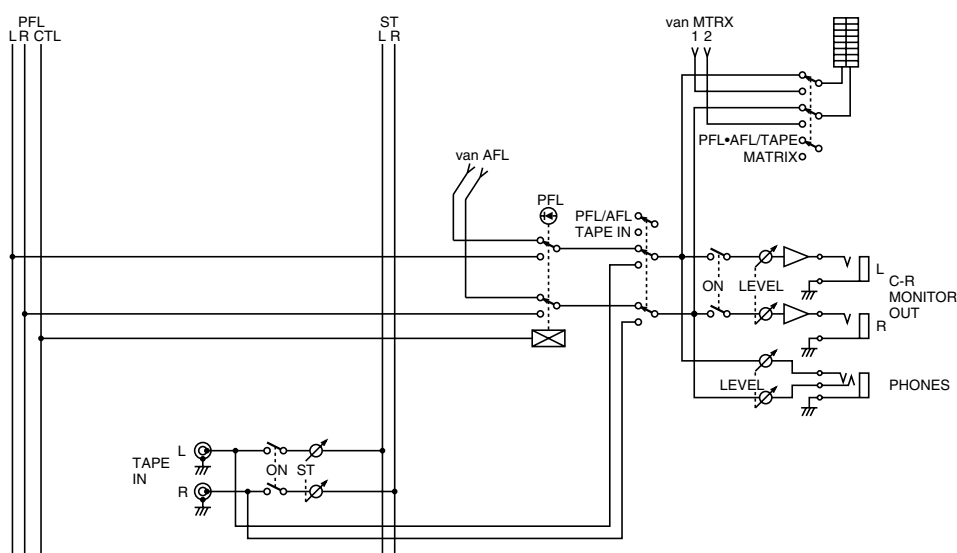 PFL
L R CTL
ST
L R
van MTRX
1 2
PFL•AFL/TAPE
MATRIX
van AFL
PFL
PFL/AFL
TAPE IN
ON
LEVEL
L
R
C-R
MONITOR
OUT
LEVEL
PHONES
TAPE
IN
L
R
ON
ST